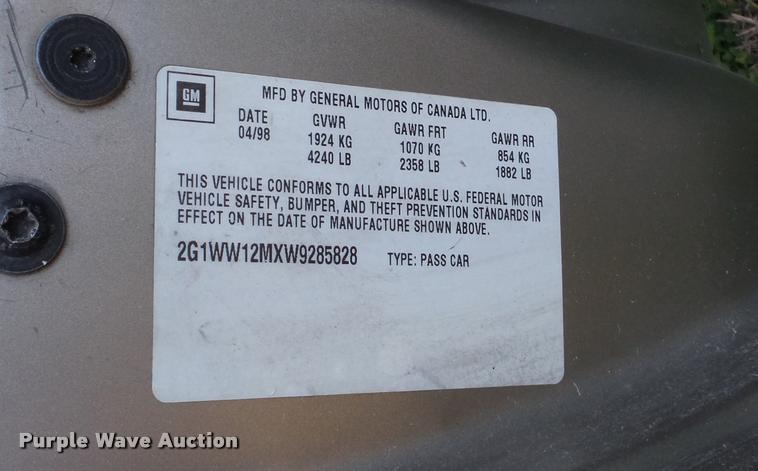 GM
MFD BY GENERAL MOTORS OF CANADA LTD.
DATE GVWR GAWR FRT GAWR RR
04/98 1924 KG 1070 KG 854 KG
4240 LB 2358 LB 1882 LB
THIS VEHICLE CONFORMS TO ALL APPLICABLE U.S. FEDERAL MOTOR
VEHICLE SAFETY, BUMPER, AND THEFT PREVENTION STANDARDS IN
EFFECT ON THE DATE OF MANUFACTURE SHOWN ABOVE.
2G1WW12MXW9285828 TYPE: PASS CAR
Purple Wave Auction